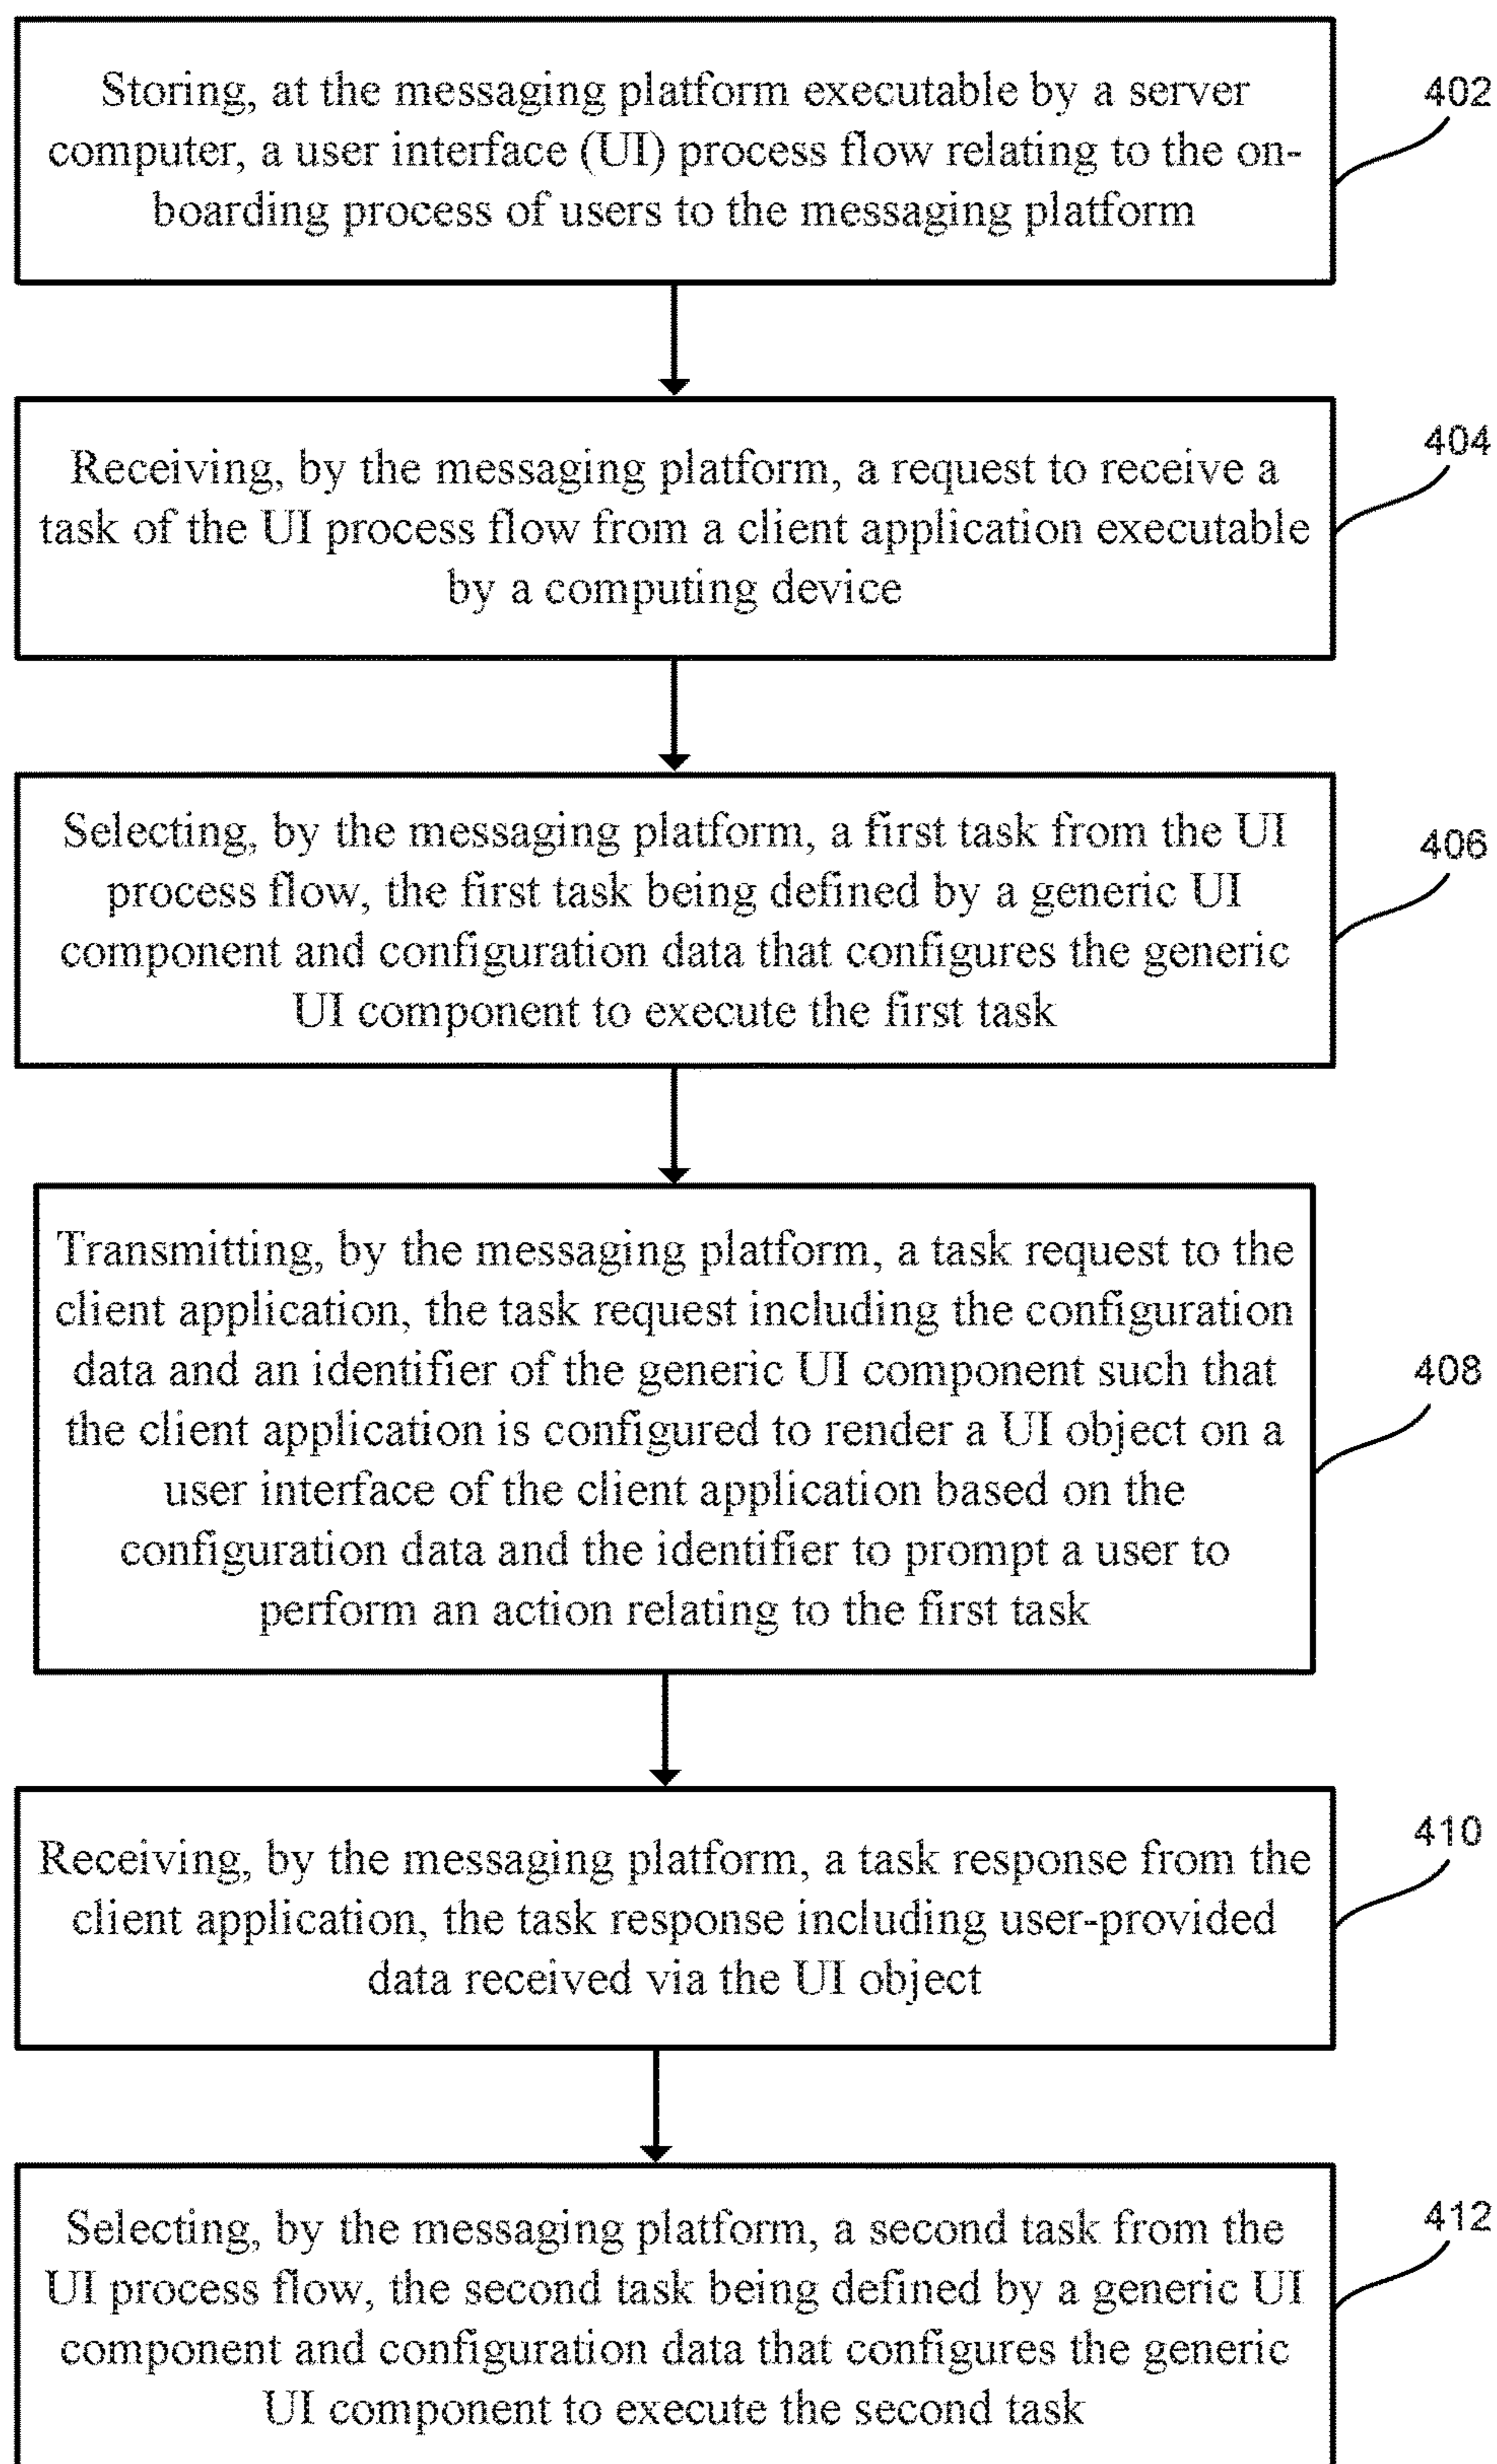 Storing, at the messaging platform executable by a server
computer, a user interface (UI) process flow relating to the on-
boarding process of users to the messaging platform
402
Receiving, by the messaging platform, a request to receive a
task of the UI process flow from a client application executable
by a computing device
404
Selecting, by the messaging platform, a first task from the UI
process flow, the first task being defined by a generic UI
component and configuration data that configures the generic
UI component to execute the first task
406
Transmitting, by the messaging platform, a task request to the
client application, the task request including the configuration
data and an identifier of the generic UI component such that
the client application is configured to render a UI object on a
user interface of the client application based on the
configuration data and the identifier to prompt a user to
perform an action relating to the first task
408
Receiving, by the messaging platform, a task response from the
client application, the task response including user-provided
data received via the UI object
410
Selecting, by the messaging platform, a second task from the
UI process flow, the second task being defined by a generic UI
component and configuration data that configures the generic
UI component to execute the second task
412